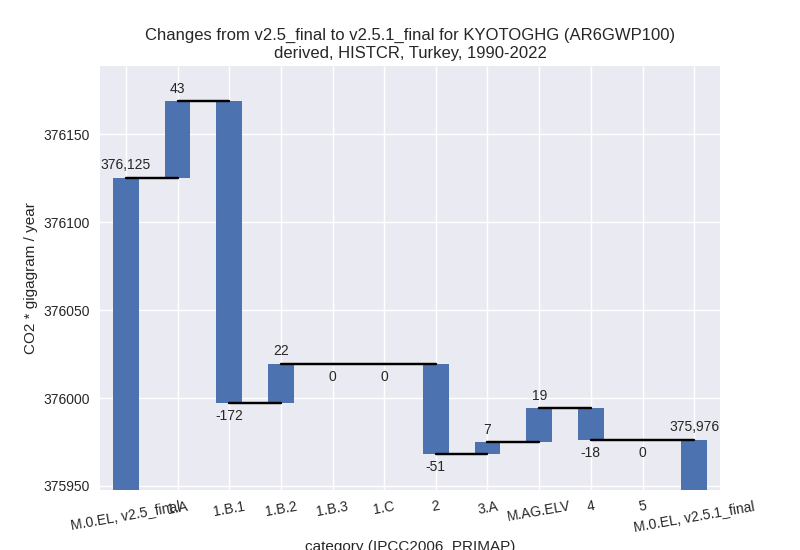 Changes from v2.5_final to v2.5.1_final for KYOTOGHG (AR6GWP100)
derived, HISTCR, Turkey, 1990-2022
CO2 * gigagram / year
376150
376100
376050
376000
375950
376,125
43
-172
22
0
0
-51
7
19
-18
0
375,976
M.0.EL, v2.5_final
1.A
1.B.1
1.B.2
1.B.3
1.C
2
3.A
M.AG.ELV
4
5
M.0.EL, v2.5.1_final
category (IPCC2006_PRIMAP)